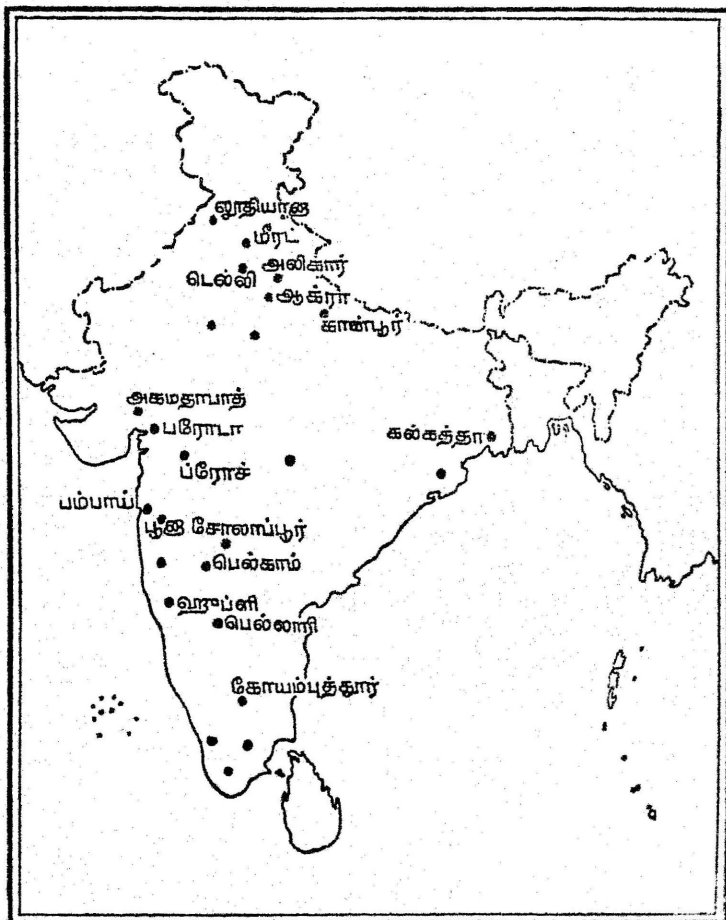 லூதியானா
மீரட்
அலிகார்
டெல்லி
ஆக்ரா
கான்பூர்
அகமதாபாத்
பரோடா
கல்கத்தா
ப்ரோச்
பம்பாய்
பூனா சோலாப்பூர்
பெல்காம்
ஹுப்ளி
பெல்லாரி
கோயம்புத்தூர்